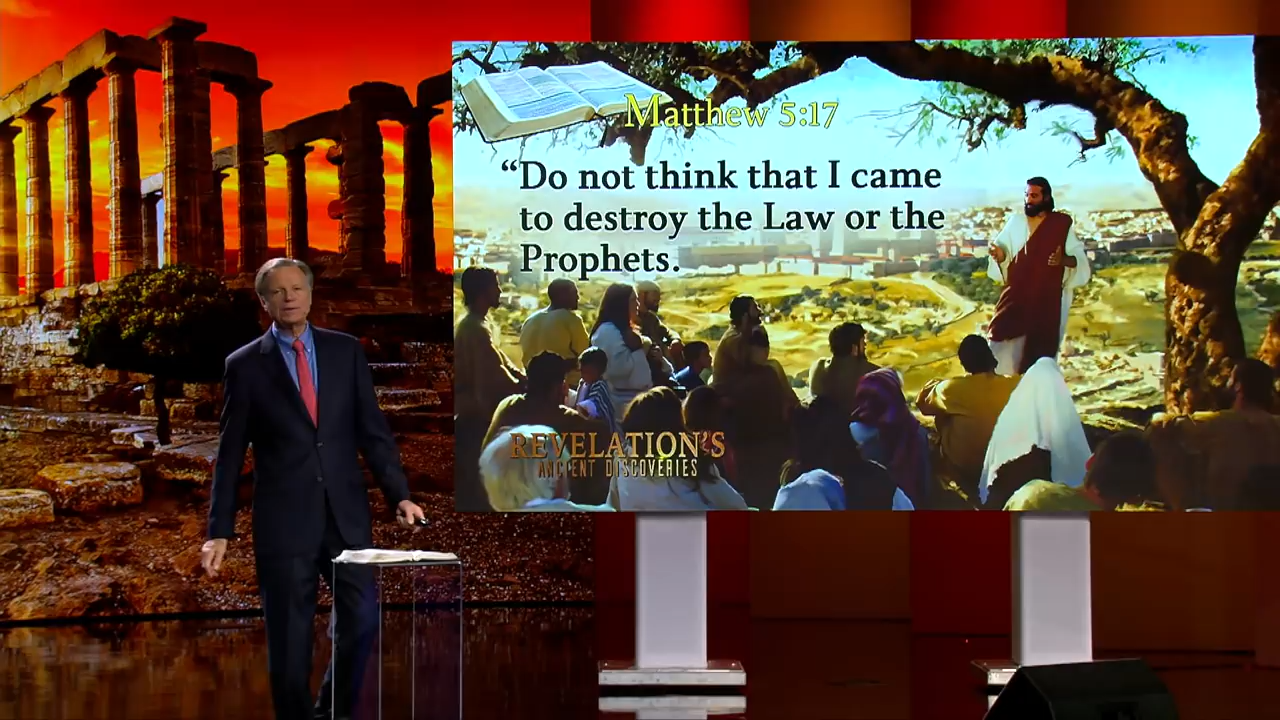 Matthew 5:17
“Do not think that I came
to destroy the Law or the
Prophets.
REVELATION'S
ANCIENT DISCOVERIES